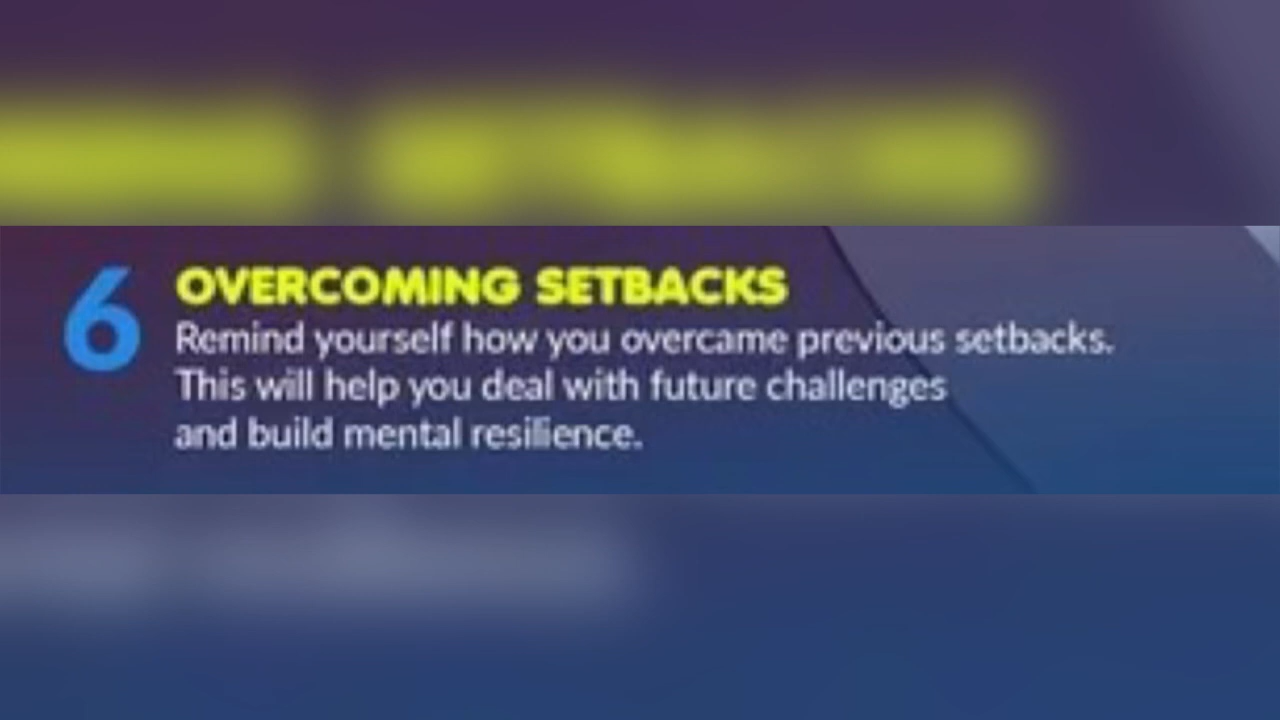 6
OVERCOMING SETBACKS
Remind yourself how you overcame previous setbacks.
This will help you deal with future challenges
and build mental resilience.